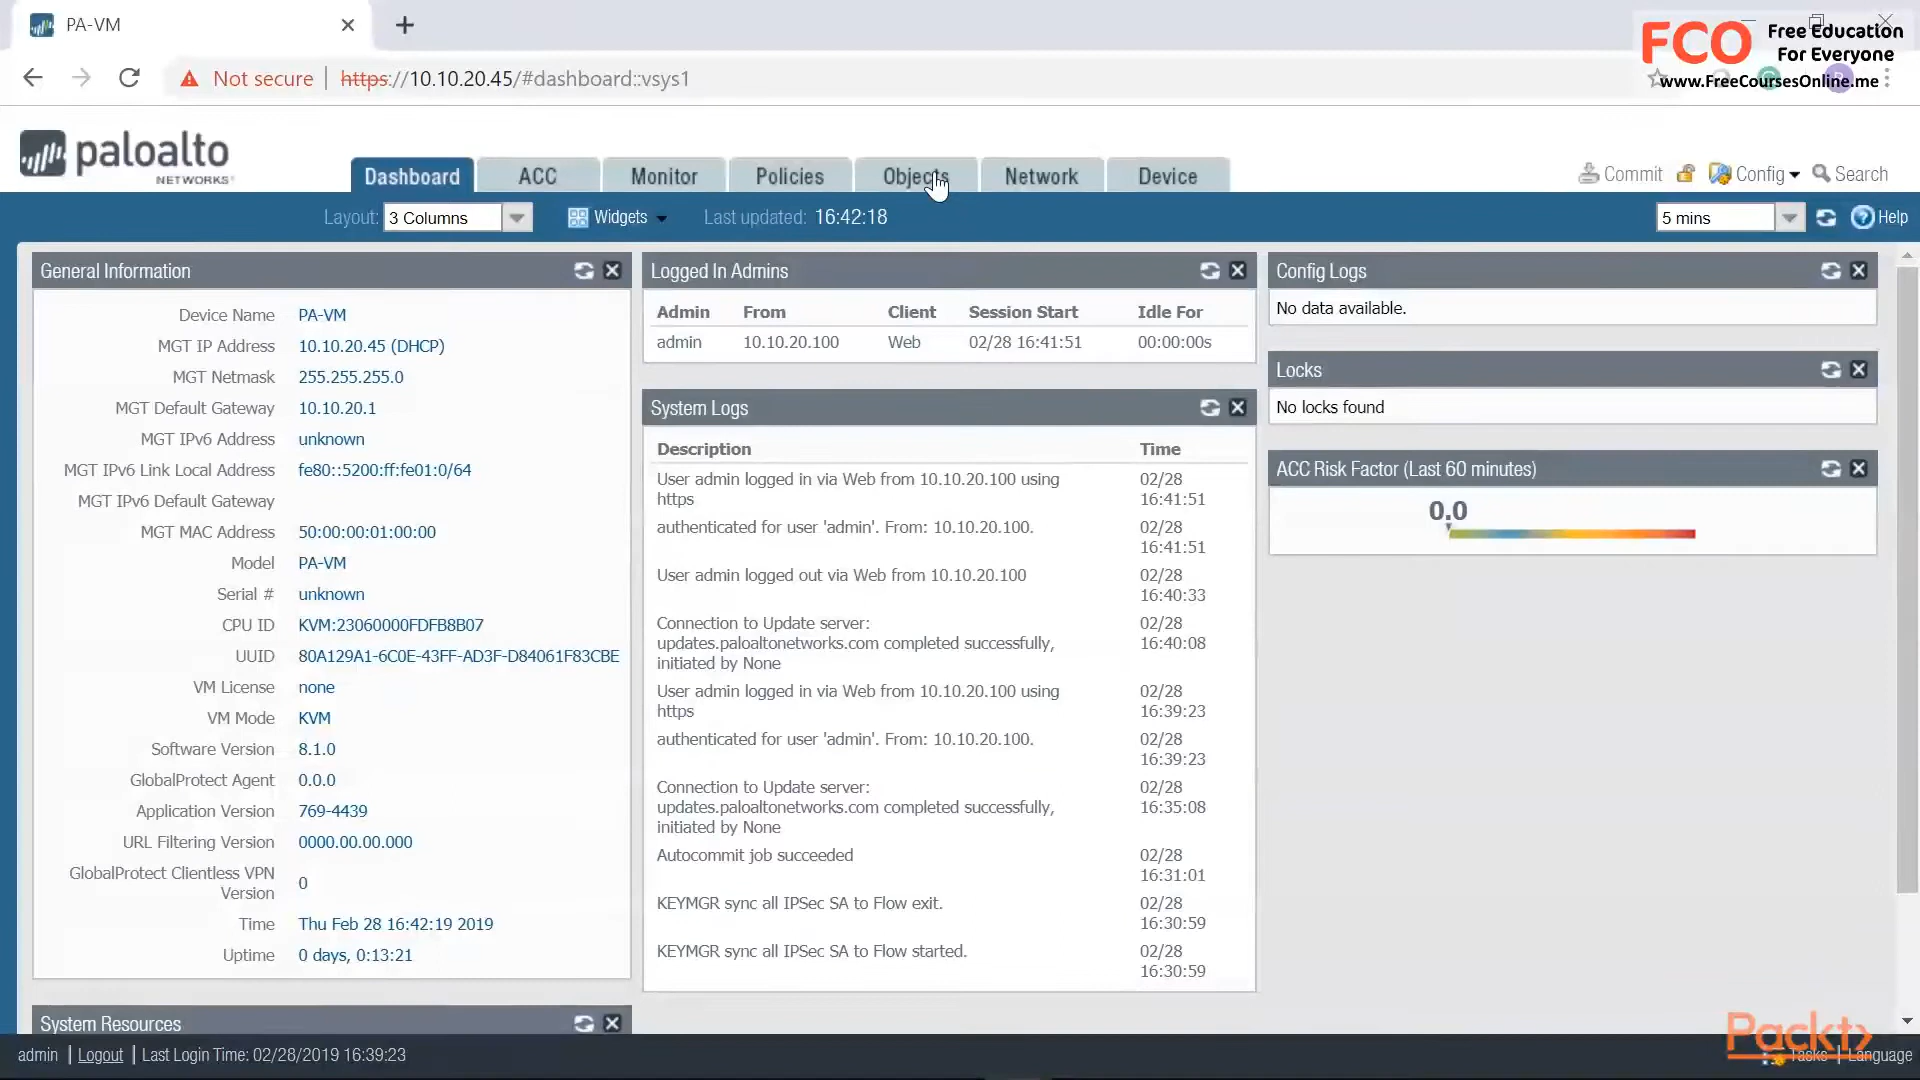 PA-VM
FCO Free Education
For Everyone
www.FreeCoursesOnline.me
Not secure | https://10.10.20.45/#dashboard::vsys1
paloalto
NETWORKS
Dashboard ACC Monitor Policies Objects Network Device
Commit Config Search
Layout: 3 Columns Widgets Last updated: 16:42:18 5 mins Help
General Information
Device Name PA-VM
MGT IP Address 10.10.20.45 (DHCP)
MGT Netmask 255.255.255.0
MGT Default Gateway 10.10.20.1
MGT IPv6 Address unknown
MGT IPv6 Link Local Address fe80::5200:ff:fe01:0/64
MGT IPv6 Default Gateway
MGT MAC Address 50:00:00:01:00:00
Model PA-VM
Serial # unknown
CPU ID KVM:23060000FDFB8B07
UUID 80A129A1-6C0E-43FF-AD3F-D84061F83CBE
VM License none
VM Mode KVM
Software Version 8.1.0
GlobalProtect Agent 0.0.0
Application Version 769-4439
URL Filtering Version 0000.00.00.000
GlobalProtect Clientless VPN
Version 0
Time Thu Feb 28 16:42:19 2019
Uptime 0 days, 0:13:21
System Resources
Logged In Admins
Admin From Client Session Start Idle For
admin 10.10.20.100 Web 02/28 16:41:51 00:00:00s
System Logs
Description Time
User admin logged in via Web from 10.10.20.100 using 02/28
https 16:41:51
authenticated for user 'admin'. From: 10.10.20.100. 02/28
16:41:51
User admin logged out via Web from 10.10.20.100 02/28
16:40:33
Connection to Update server: 02/28
updates.paloaltonetworks.com completed successfully, 16:40:08
initiated by None
User admin logged in via Web from 10.10.20.100 using 02/28
https 16:39:23
authenticated for user 'admin'. From: 10.10.20.100. 02/28
16:39:23
Connection to Update server: 02/28
updates.paloaltonetworks.com completed successfully, 16:35:08
initiated by None
Autocommit job succeeded 02/28
16:31:01
KEYMGR sync all IPSec SA to Flow exit. 02/28
16:30:59
KEYMGR sync all IPSec SA to Flow started. 02/28
16:30:59
Config Logs
No data available.
Locks
No locks found
ACC Risk Factor (Last 60 minutes)
0.0
Packt
admin | Logout | Last Login Time: 02/28/2019 16:39:23 Tasks | Language